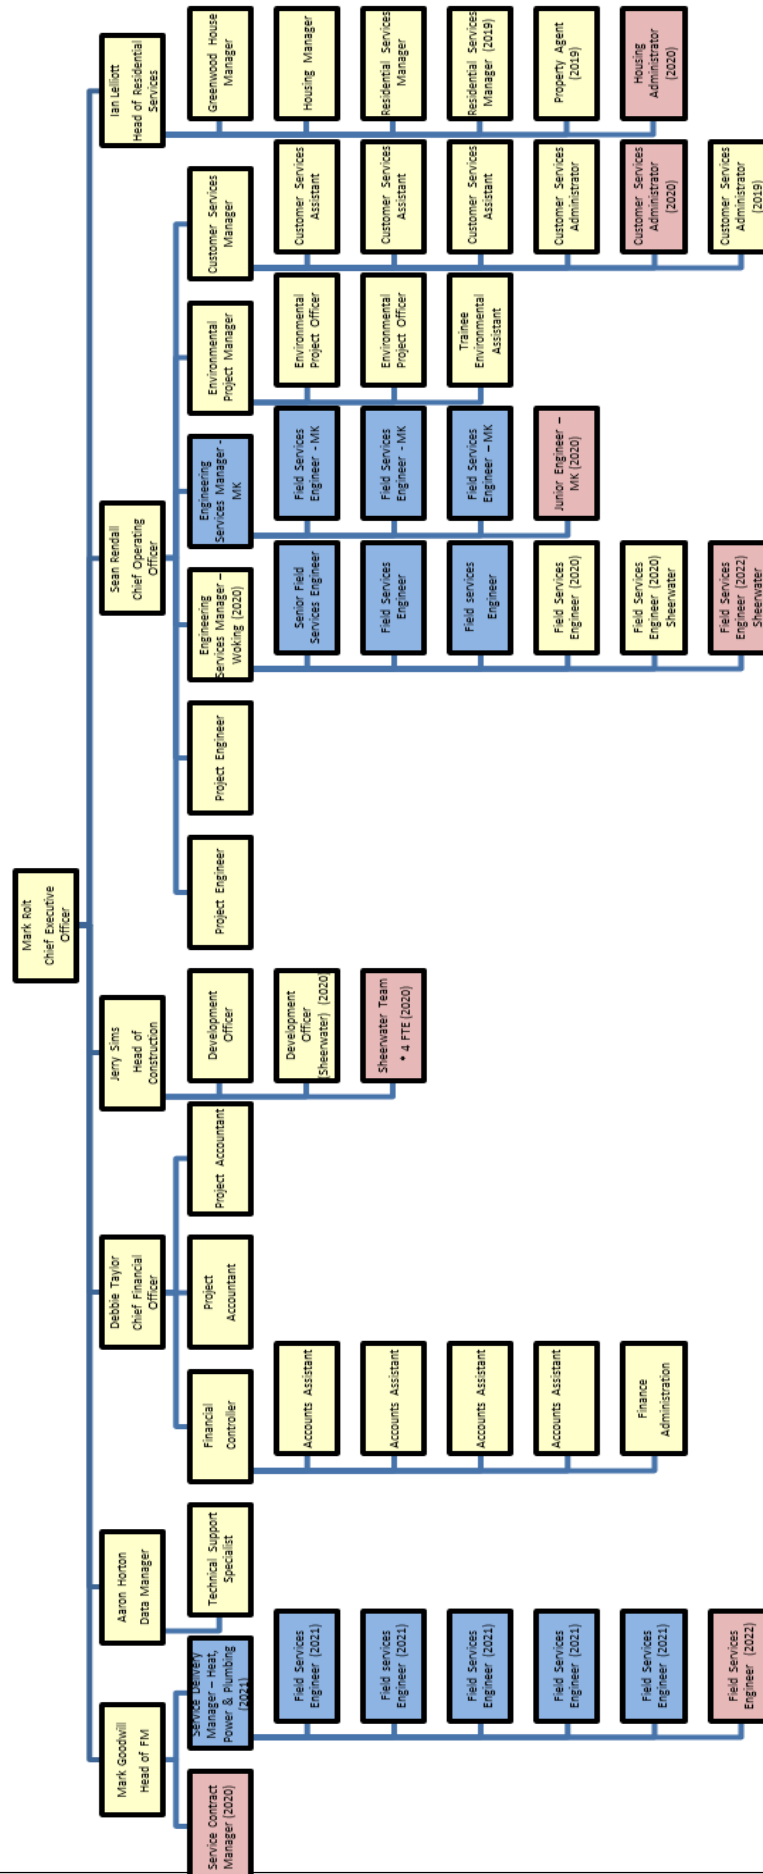 Mark Rolt
Chief Executive
Officer
Mark Goodwill
Head of FM
Aaron Horton
Data Manager
Debbie Taylor
Chief Financial
Officer
Jerry Sims
Head of
Construction
Sean Rendall
Chief Operating
Officer
Ian Lelliott
Head of Residential
Services
Service Contract
Manager (2020)
Service Delivery
Manager – Heat,
Power & Plumbing
(2021)
Field Services
Engineer (2021)
Field services
Engineer (2021)
Field Services
Engineer (2021)
Field Services
Engineer (2021)
Field Services
Engineer (2021)
Field Services
Engineer (2022)
Technical Support
Specialist
Financial
Controller
Accounts Assistant
Accounts Assistant
Accounts Assistant
Accounts Assistant
Finance
Administration
Project
Accountant
Project Accountant
Development
Officer
Development
Officer
(Sheerwater) (2020)
Sheerwater Team
* 4 FTE (2020)
Project Engineer
Project Engineer
Engineering
Services Manager –
Woking (2020)
Senior Field
Services Engineer
Field Services
Engineer
Field services
Engineer
Field Services
Engineer (2020)
Field Services
Engineer (2020)
Sheerwater
Field Services
Engineer (2022)
Sheerwater
Engineering
Services Manager -
MK
Field Services
Engineer - MK
Field Services
Engineer - MK
Field Services
Engineer – MK
Junior Engineer –
MK (2020)
Environmental
Project Manager
Environmental
Project Officer
Environmental
Project Officer
Trainee
Environmental
Assistant
Customer Services
Manager
Customer Services
Assistant
Customer Services
Assistant
Customer Services
Assistant
Customer Services
Administrator
Customer Services
Administrator
(2020)
Customer Services
Administrator
(2019)
Greenwood House
Manager
Housing Manager
Residential Services
Manager
Residential Services
Manager (2019)
Property Agent
(2019)
Housing
Administrator
(2020)